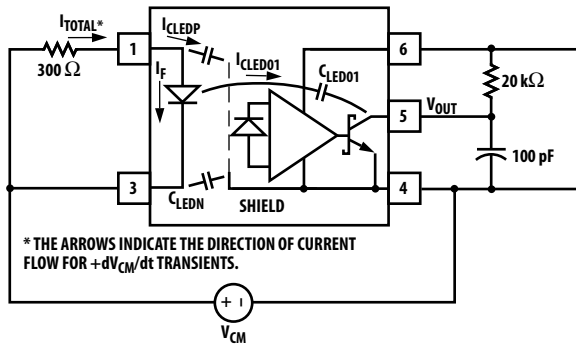 I_TOTAL*
300 Ω
1
I_CLEDP
I_F
I_CLED01
C_LED01
6
20 kΩ
5
V_OUT
100 pF
3
C_LEDN
SHIELD
4
* THE ARROWS INDICATE THE DIRECTION OF CURRENT
FLOW FOR +dV_CM/dt TRANSIENTS.
+ –
V_CM